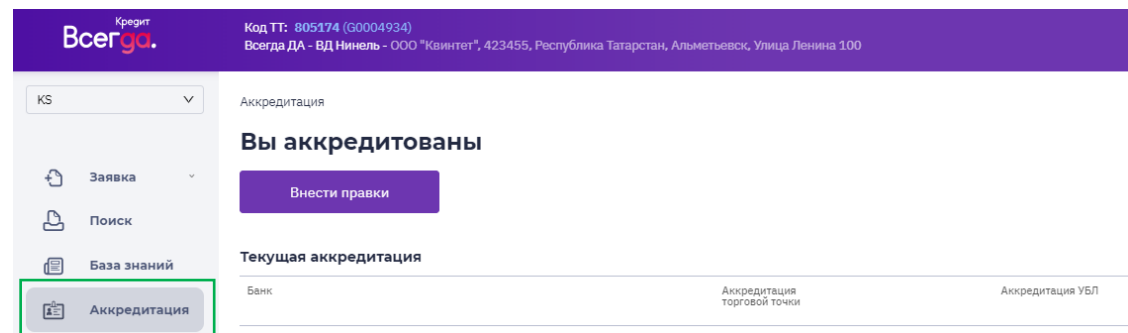 Кредит
Всегда.
Код ТТ: 805174 (G0004934)
Всегда ДА - ВД Нинель - ООО "Квинтет", 423455, Республика Татарстан, Альметьевск, Улица Ленина 100
KS
Аккредитация
Вы аккредитованы
Внести правки
Заявка
Поиск
База знаний
Аккредитация
Текущая аккредитация
Банк
Аккредитация
торговой точки
Аккредитация УБЛ